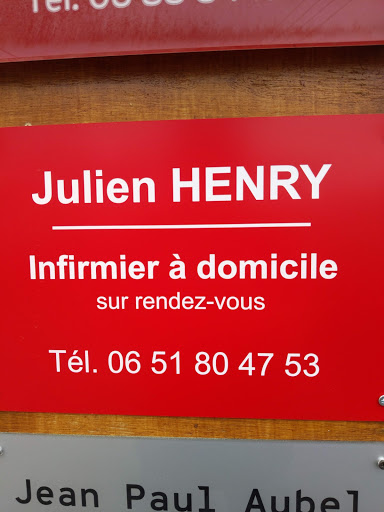 Julien HENRY
Infirmier à domicile
sur rendez-vous
Tél. 06 51 80 47 53
Jean Paul Aubel